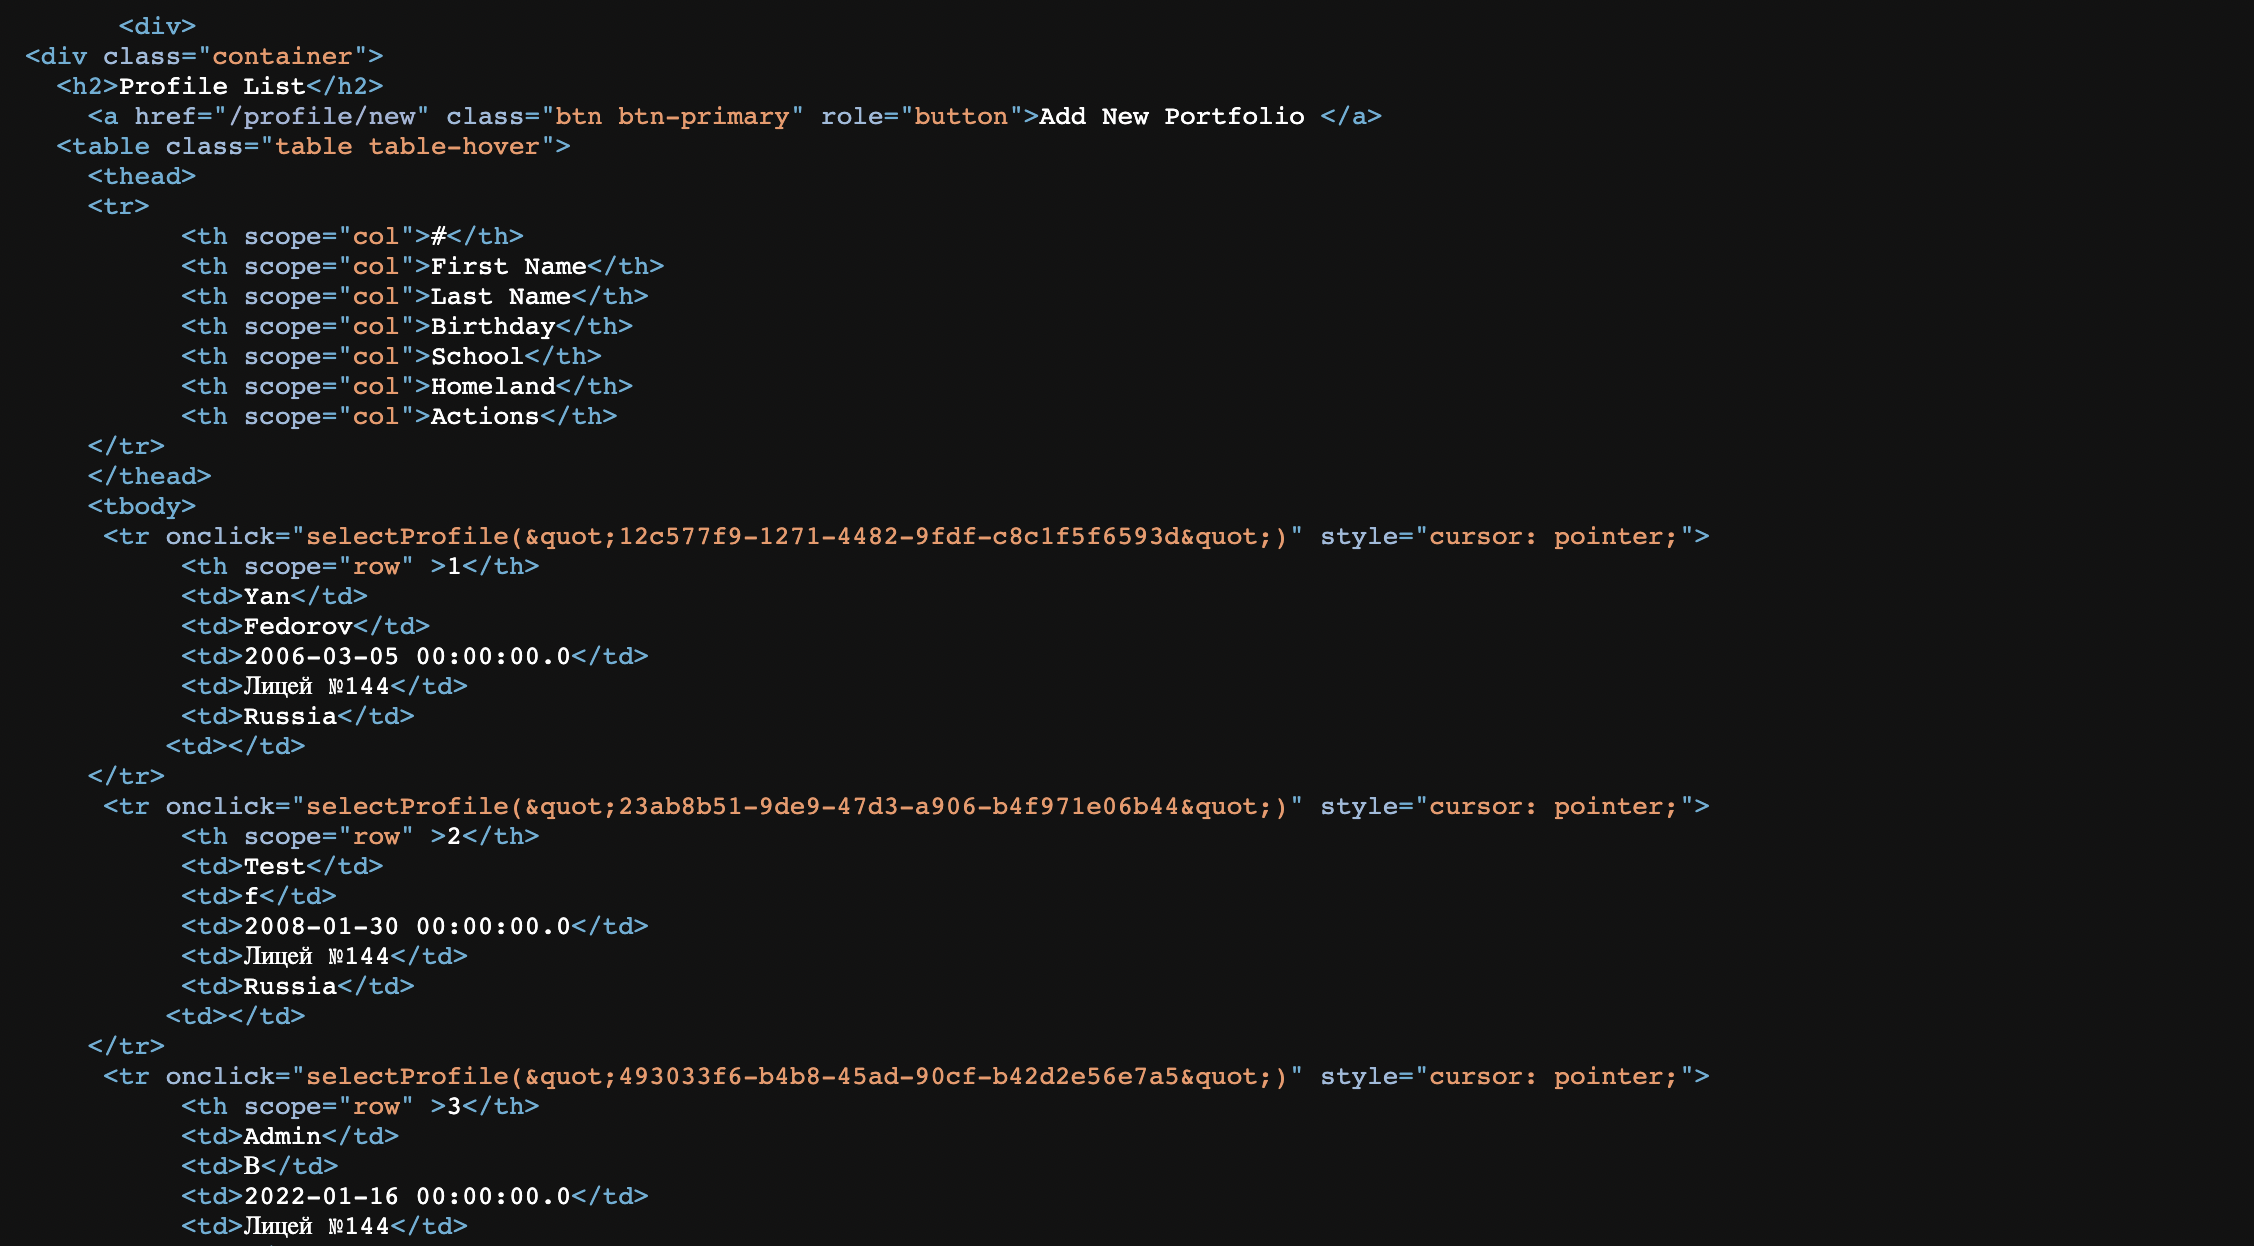 <div>
<div class="container">
<h2>Profile List</h2>
<a href="/profile/new" class="btn btn-primary" role="button">Add New Portfolio </a>
<table class="table table-hover">
<thead>
<tr>
<th scope="col">#</th>
<th scope="col">First Name</th>
<th scope="col">Last Name</th>
<th scope="col">Birthday</th>
<th scope="col">School</th>
<th scope="col">Homeland</th>
<th scope="col">Actions</th>
</tr>
</thead>
<tbody>
<tr onclick="selectProfile(&quot;12c577f9-1271-4482-9fdf-c8c1f5f6593d&quot;)" style="cursor: pointer;">
<th scope="row" >1</th>
<td>Yan</td>
<td>Fedorov</td>
<td>2006-03-05 00:00:00.0</td>
<td>Лицей №144</td>
<td>Russia</td>
<td></td>
</tr>
<tr onclick="selectProfile(&quot;23ab8b51-9de9-47d3-a906-b4f971e06b44&quot;)" style="cursor: pointer;">
<th scope="row" >2</th>
<td>Test</td>
<td>f</td>
<td>2008-01-30 00:00:00.0</td>
<td>Лицей №144</td>
<td>Russia</td>
<td></td>
</tr>
<tr onclick="selectProfile(&quot;493033f6-b4b8-45ad-90cf-b42d2e56e7a5&quot;)" style="cursor: pointer;">
<th scope="row" >3</th>
<td>Admin</td>
<td>В</td>
<td>2022-01-16 00:00:00.0</td>
<td>Лицей №144</td>